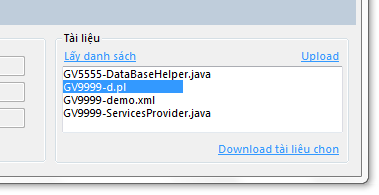 Tài liệu
Lấy danh sách Upload
GV5555-DataBaseHelper.java
GV9999-d.pl
GV9999-demo.xml
GV9999-ServicesProvider.java
Download tài liệu chọn